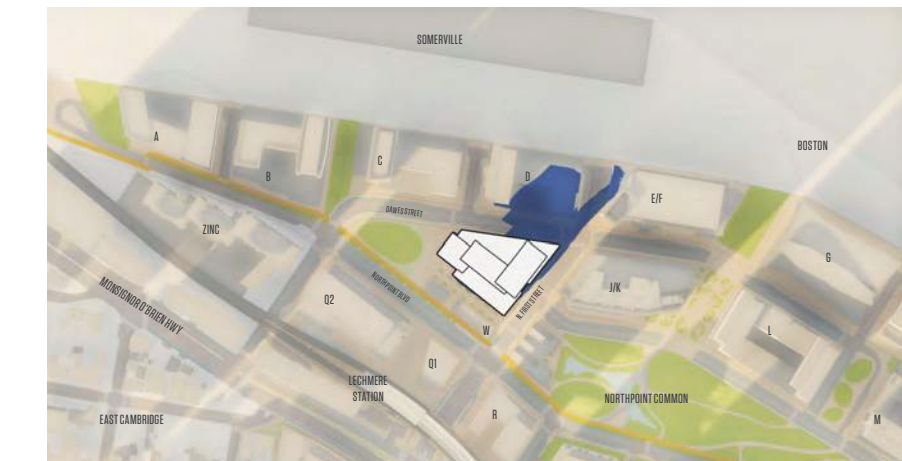 SOMERVILLE
BOSTON
A
B
C
D
E/F
ZINC
DAWES STREET
G
MONSIGNOR O'BRIEN HWY
NORTHPOINT BLVD
J/K
N. FIRST STREET
Q2
W
L
Q1
LECHMERE
STATION
NORTHPOINT COMMON
R
EAST CAMBRIDGE
M